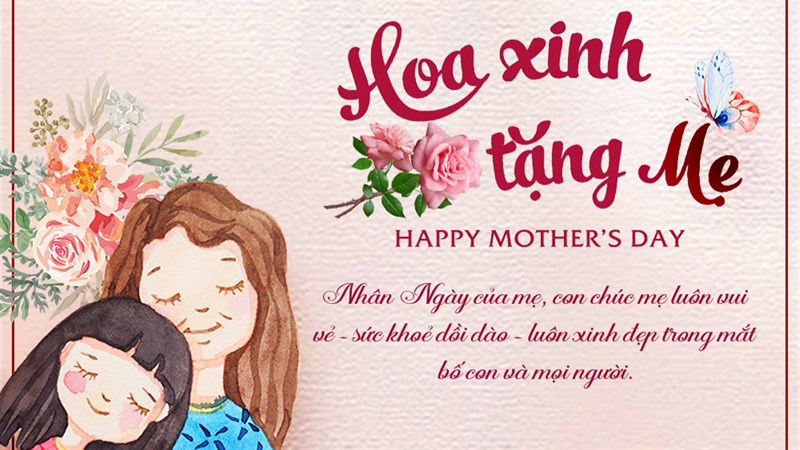 Hoa xinh
tặng Mẹ
HAPPY MOTHER'S DAY
Nhân Ngày của mẹ, con chúc mẹ luôn vui
vẻ - sức khoẻ dồi dào - luôn xinh đẹp trong mắt
bố con và mọi người.